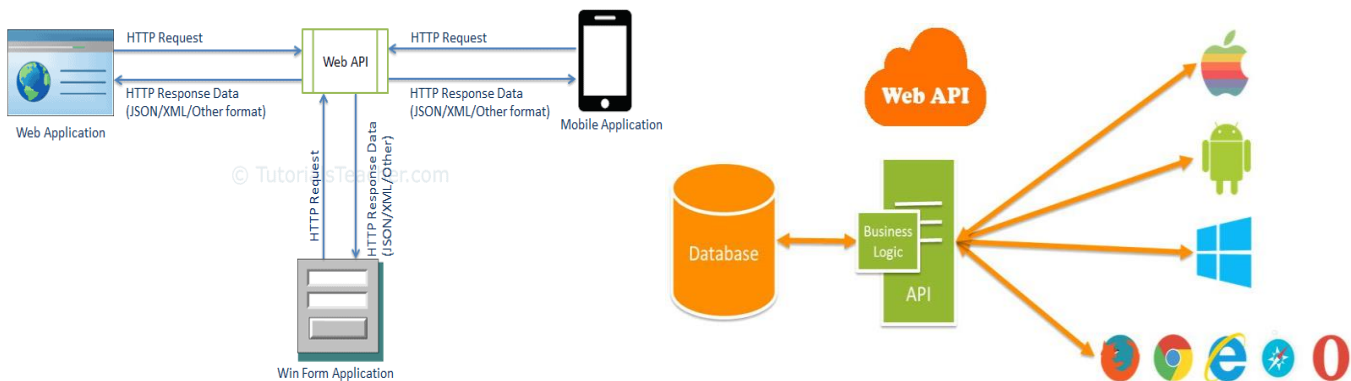 HTTP Request
HTTP Response Data
(JSON/XML/Other format)
Web Application
Web API
HTTP Request
HTTP Response Data
(JSON/XML/Other format)
Mobile Application
© TutorialsTeacher.com
HTTP Request
HTTP Response Data
(JSON/XML/Other)
Win Form Application
Web API
Database
Business
Logic
API